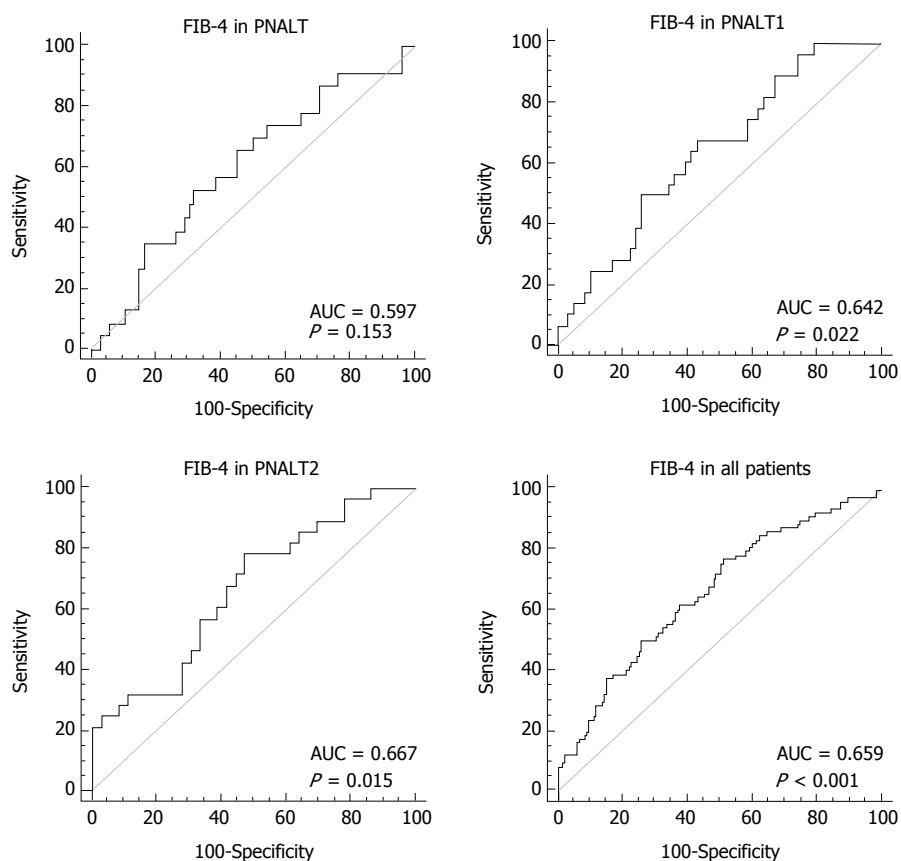 FIB-4 in PNALT
100
80
60
40
20
0
Sensitivity
AUC = 0.597
P = 0.153
0 20 40 60 80 100
100-Specificity
FIB-4 in PNALT1
100
80
60
40
20
0
Sensitivity
AUC = 0.642
P = 0.022
0 20 40 60 80 100
100-Specificity
FIB-4 in PNALT2
100
80
60
40
20
0
Sensitivity
AUC = 0.667
P = 0.015
0 20 40 60 80 100
100-Specificity
FIB-4 in all patients
100
80
60
40
20
0
Sensitivity
AUC = 0.659
P < 0.001
0 20 40 60 80 100
100-Specificity